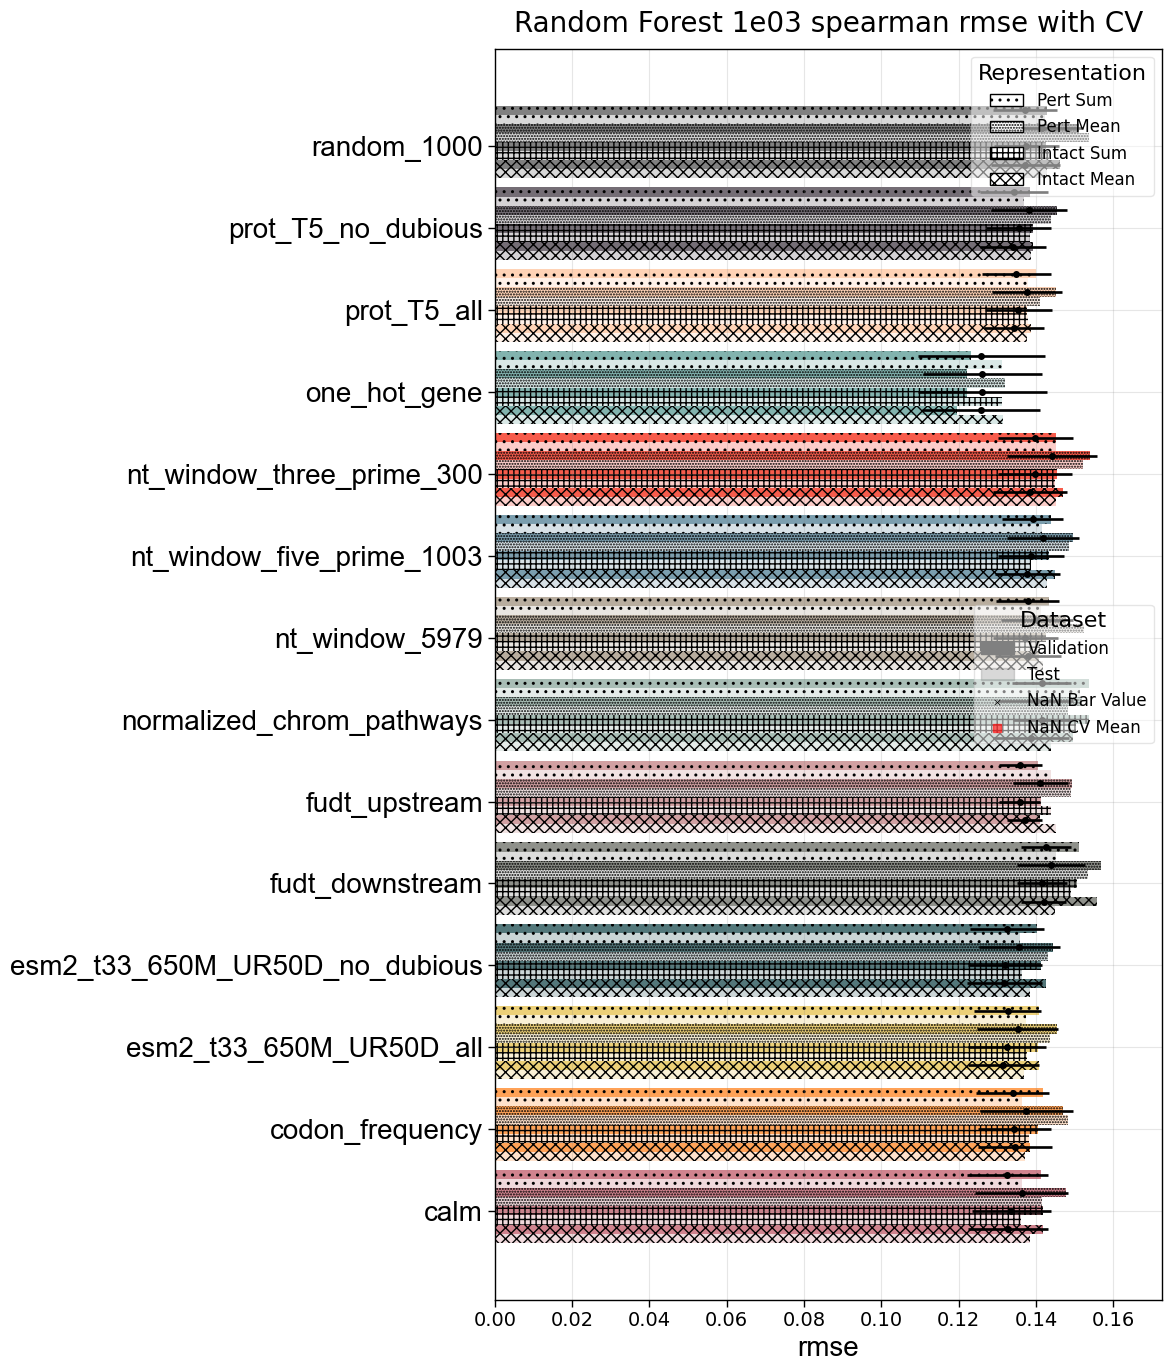 Random Forest 1e03 spearman rmse with CV
Representation
Pert Sum
Pert Mean
Intact Sum
Intact Mean
random_1000
prot_T5_no_dubious
prot_T5_all
one_hot_gene
nt_window_three_prime_300
nt_window_five_prime_1003
nt_window_5979
Dataset
Validation
Test
NaN Bar Value
NaN CV Mean
normalized_chrom_pathways
fudt_upstream
fudt_downstream
esm2_t33_650M_UR50D_no_dubious
esm2_t33_650M_UR50D_all
codon_frequency
calm
0.00 0.02 0.04 0.06 0.08 0.10 0.12 0.14 0.16
rmse